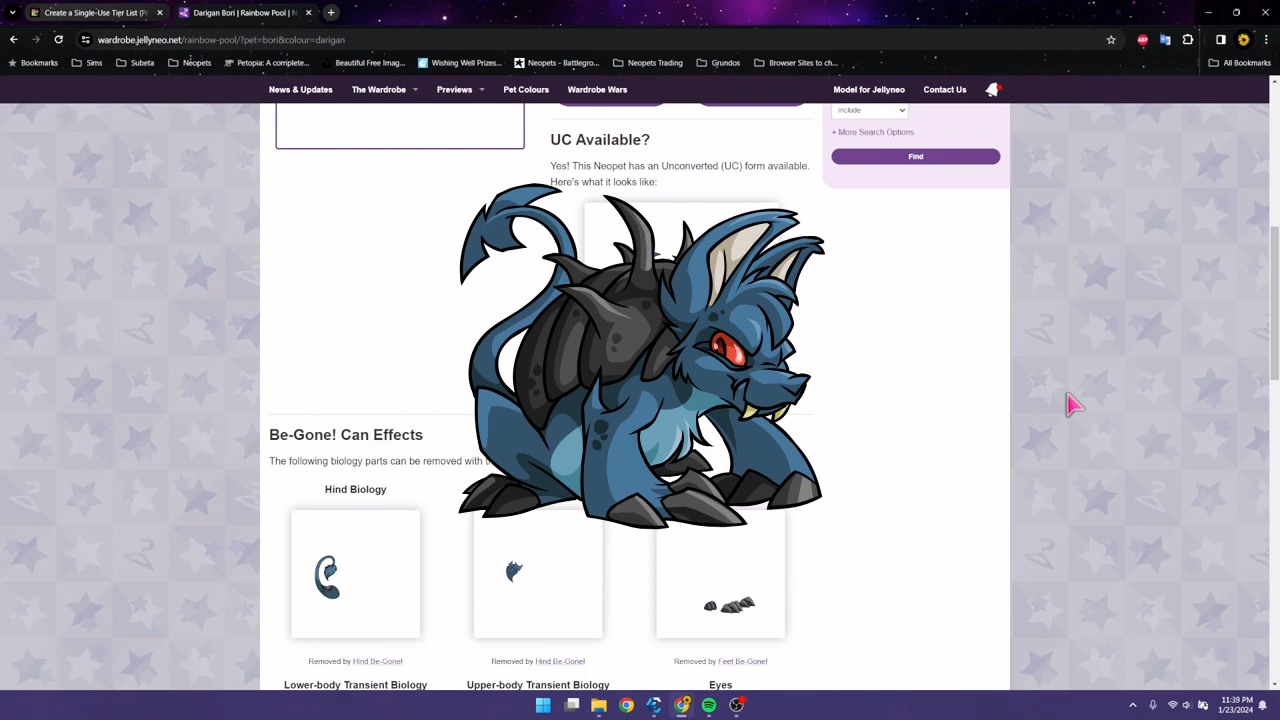 Create a Single-Use Tier List (P
Darigan Bori | Rainbow Pool | N
wardrobe.jellyneo.net/rainbow-pool/?pet=bori&colour=darigan
Bookmarks
Sims
Subeta
Neopets
Petopia: A complete...
Beautiful Free Imag...
Wishing Well Prizes...
Neopets - Battlegro...
Neopets Trading
Grundos
Browser Sites to ch...
All Bookmarks
News & Updates
The Wardrobe
Previews
Pet Colours
Wardrobe Wars
Model for Jellyneo
Contact Us
Include
+ More Search Options
Find
UC Available?
Yes! This Neopet has an Unconverted (UC) form available.
Here's what it looks like:
Be-Gone! Can Effects
The following biology parts can be removed with
Hind Biology
Removed by Hind Be-Gone!
Removed by Hind Be-Gone!
Removed by Feet Be-Gone!
Lower-body Transient Biology
Upper-body Transient Biology
Eyes
11:39 PM
1/23/2024